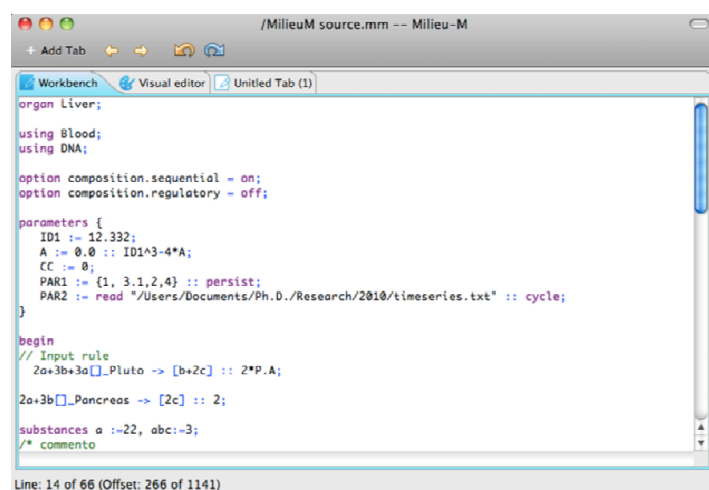 /MilieuM source.mm -- Milieu-M
Add Tab
Workbench Visual editor Unitled Tab (1)
organ Liver;
using Blood;
using DNA;
option composition.sequential = on;
option composition.regulatory = off;
parameters {
ID1 := 12.332;
A := 0.0 :: ID1^3-4*A;
CC := 0;
PAR1 := {1, 3.1,2,4} :: persist;
PAR2 := read "/Users/Documents/Ph.D./Research/2010/timeseries.txt" :: cycle;
}
begin
// Input rule
2a+3b+3a[]_Pluto -> [b+2c] :: 2*P.A;
2a+3b[]_Pancreas -> [2c] :: 2;
substances a :=22, abc:=3;
/* commento
Line: 14 of 66 (Offset: 266 of 1141)